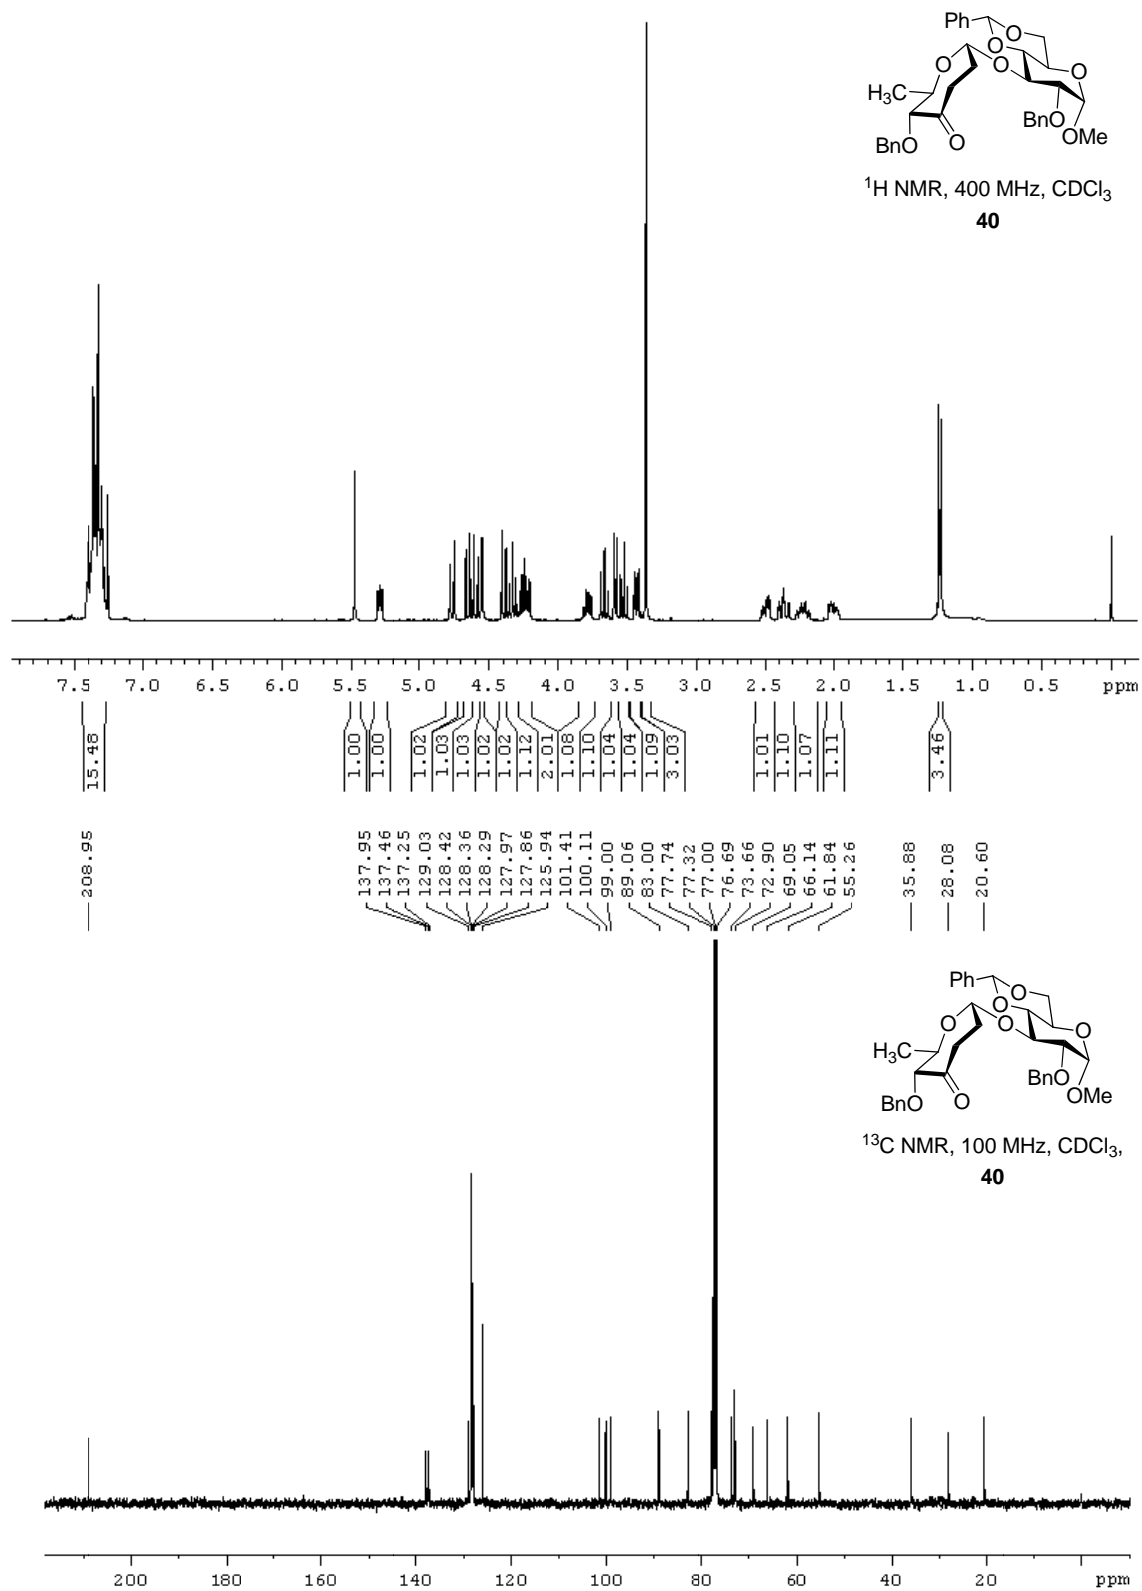 Ph
O
O
O
O
O
H3C
BnO
OMe
BnO
O
1H NMR, 400 MHz, CDCl3
40
7.5 7.0 6.5 6.0 5.5 5.0 4.5 4.0 3.5 3.0 2.5 2.0 1.5 1.0 0.5 ppm
15.48 1.00 1.00 1.02 1.03 1.03 1.02 1.02 1.12 2.01 1.08 1.10 1.04 1.04 1.09 3.03 1.01 1.10 1.07 1.11 3.46
208.95 137.95 137.46 137.25 129.03 128.42 128.36 128.29 127.97 127.86 125.94 101.41 100.11 99.00 89.06 83.00 77.74 77.32 77.00 76.69 73.66 72.90 69.05 66.14 61.84 55.26 35.88 28.08 20.60
Ph
O
O
O
O
O
H3C
BnO
OMe
BnO
O
13C NMR, 100 MHz, CDCl3,
40
200 180 160 140 120 100 80 60 40 20 ppm